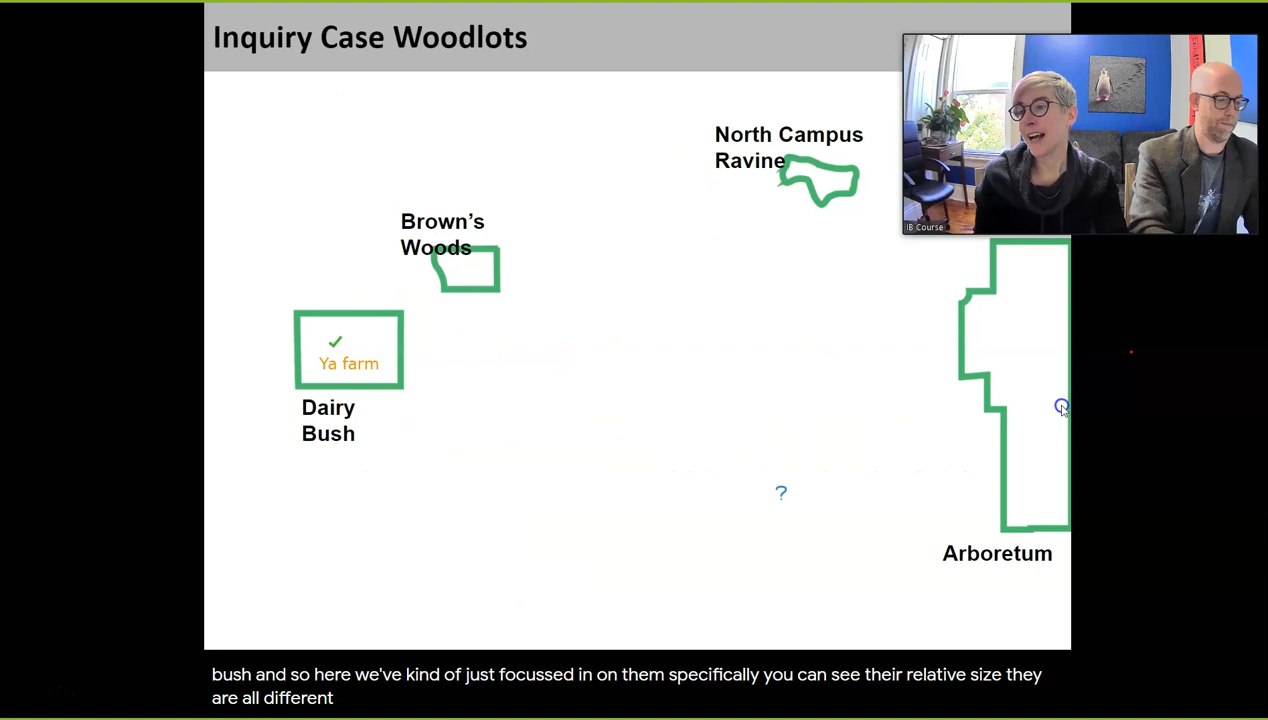 Inquiry Case Woodlots
North Campus
Ravine
IB Course
Brown's
Woods
✓
Ya farm
Dairy
Bush
?
Arboretum
bush and so here we've kind of just focussed in on them specifically you can see their relative size they
are all different